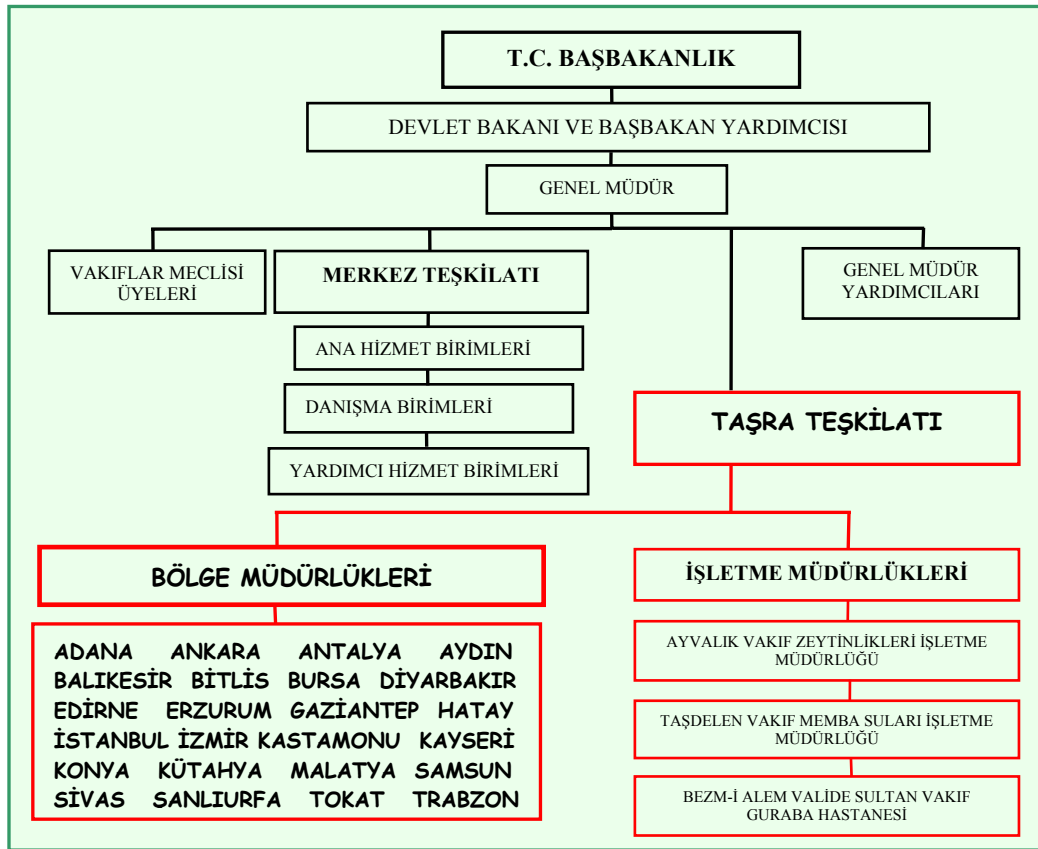 T.C. BAŞBAKANLIK
DEVLET BAKANI VE BAŞBAKAN YARDIMCISI
GENEL MÜDÜR
VAKIFLAR MECLİSİ
ÜYELERİ
MERKEZ TEŞKİLATI
GENEL MÜDÜR
YARDIMCILARI
ANA HİZMET BİRİMLERİ
DANIŞMA BİRİMLERİ
YARDIMCI HİZMET BİRİMLERİ
TAŞRA TEŞKİLATI
BÖLGE MÜDÜRLÜKLERİ
ADANA ANKARA ANTALYA AYDIN
BALIKESİR BİTLİS BURSA DİYARBAKIR
EDİRNE ERZURUM GAZİANTEP HATAY
İSTANBUL İZMİR KASTAMONU KAYSERİ
KONYA KÜTAHYA MALATYA SAMSUN
SİVAS SANLIURFA TOKAT TRABZON
İŞLETME MÜDÜRLÜKLERİ
AYVALIK VAKIF ZEYTİNLİKLERİ İŞLETME
MÜDÜRLÜĞÜ
TAŞDELEN VAKIF MEMBA SULARI İŞLETME
MÜDÜRLÜĞÜ
BEZM-İ ALEM VALİDE SULTAN VAKIF
GURABA HASTANESİ